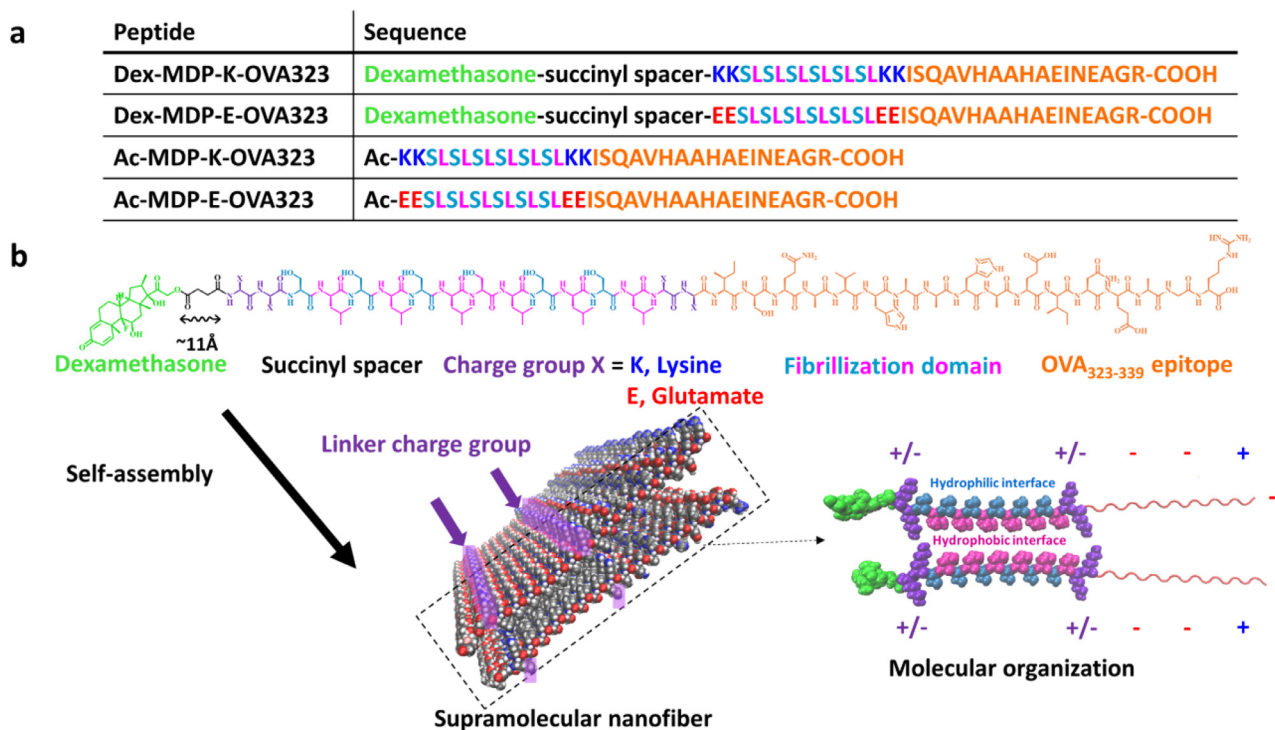 a
Peptide Sequence
Dex-MDP-K-OVA323 Dexamethasone-succinyl spacer-KKSLSLSLSLSLSLKKISQAVHAAHAEINEAGR-COOH
Dex-MDP-E-OVA323 Dexamethasone-succinyl spacer-EESLSLSLSLSLSLEEISQAVHAAHAEINEAGR-COOH
Ac-MDP-K-OVA323 Ac-KKSLSLSLSLSLSLKKISQAVHAAHAEINEAGR-COOH
Ac-MDP-E-OVA323 Ac-EESLSLSLSLSLSLEEISQAVHAAHAEINEAGR-COOH
b
~11Å
Dexamethasone Succinyl spacer Charge group X = K, Lysine Fibrillization domain OVA323-339 epitope
E, Glutamate
Linker charge group
Self-assembly
+/- +/- - - +
Hydrophilic interface
-
Hydrophobic interface
+/- +/- - - +
Molecular organization
Supramolecular nanofiber